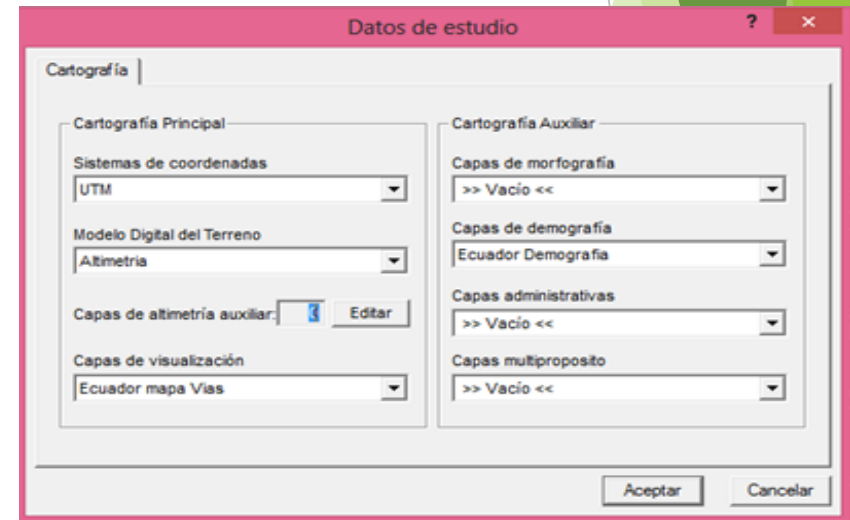 Datos de estudio
?
Cartografía
Cartografía Principal
Sistemas de coordenadas
UTM
Modelo Digital del Terreno
Altimetria
Capas de altimetría auxiliar:
Editar
Capas de visualización
Ecuador mapa Vias
Cartografía Auxiliar
Capas de morfografía
>> Vacío <<
Capas de demografía
Ecuador Demografia
Capas administrativas
>> Vacío <<
Capas multiproposito
>> Vacío <<
Aceptar
Cancelar